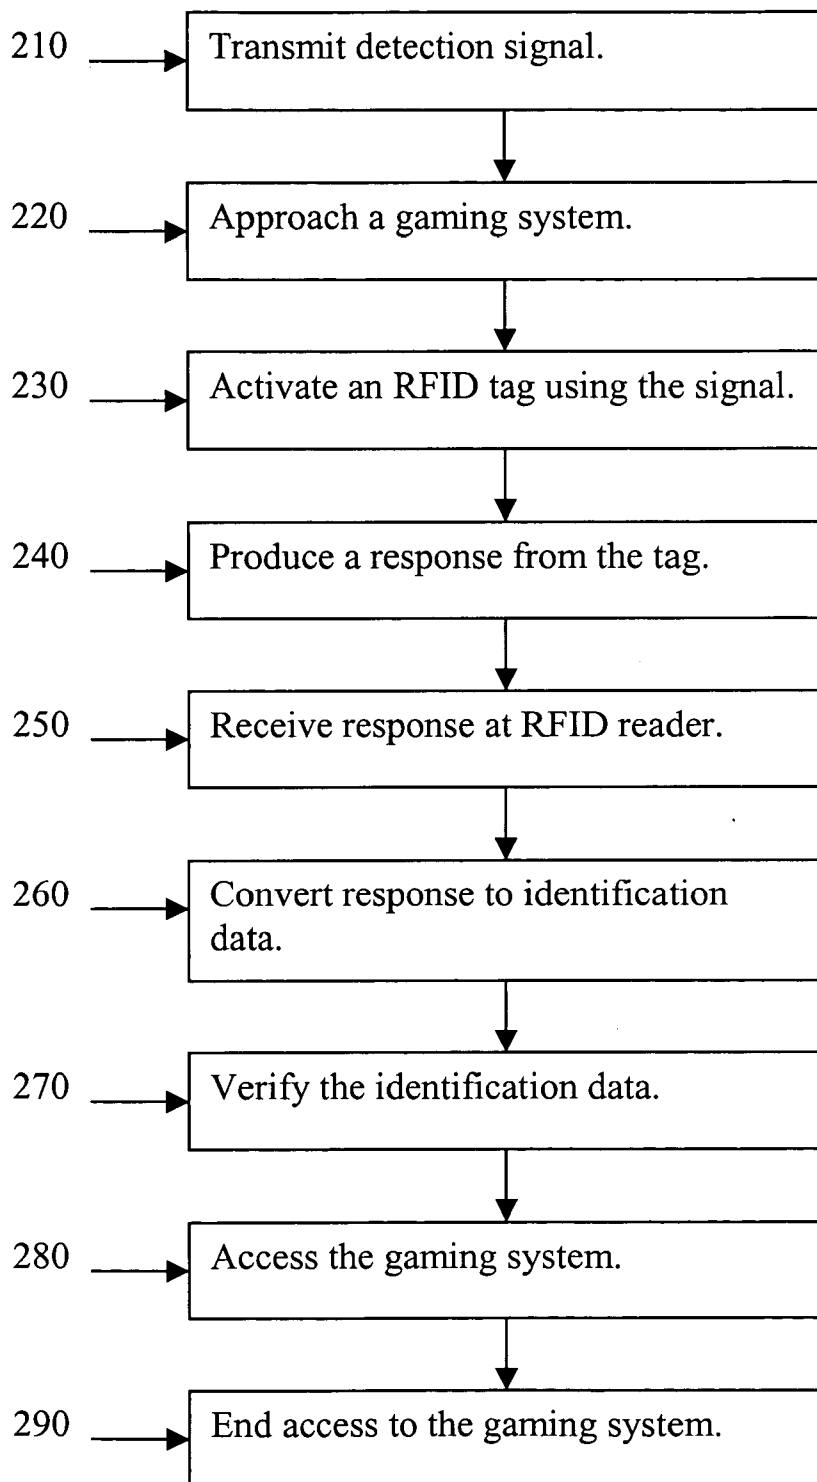 210 Transmit detection signal.
220 Approach a gaming system.
230 Activate an RFID tag using the signal.
240 Produce a response from the tag.
250 Receive response at RFID reader.
260 Convert response to identification
data.
270 Verify the identification data.
280 Access the gaming system.
290 End access to the gaming system.